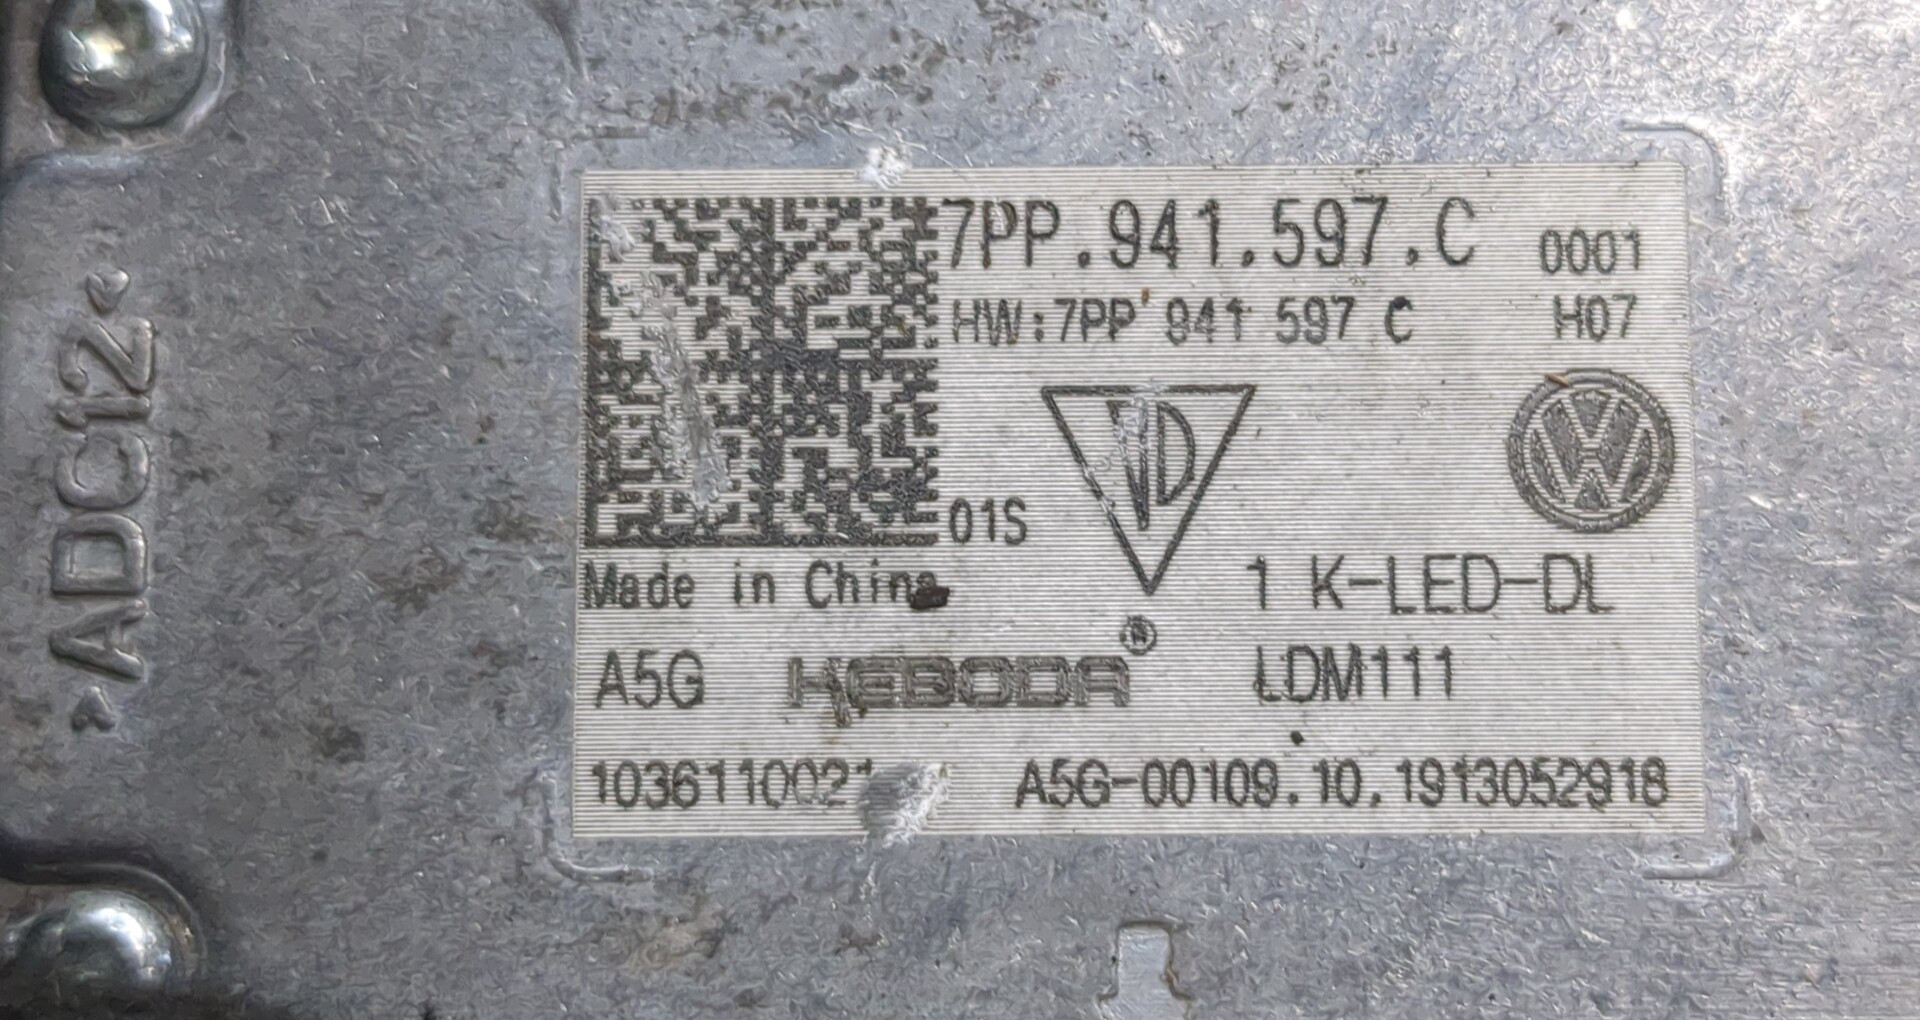 >ADC12<
7PP.941.597.C 0001
HW:7PP 941 597 C H07
VD
VW
01S
Made in China
1 K-LED-DL
A5G KEBODA® LDM111
A5G-00109.10.1913052918